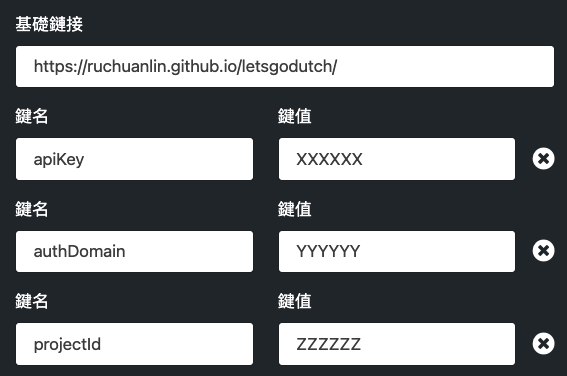 基礎鏈接
https://ruchuanlin.github.io/letsgodutch/
鍵名 鍵值
apiKey XXXXXX
鍵名 鍵值
authDomain YYYYYY
鍵名 鍵值
projectId ZZZZZZ